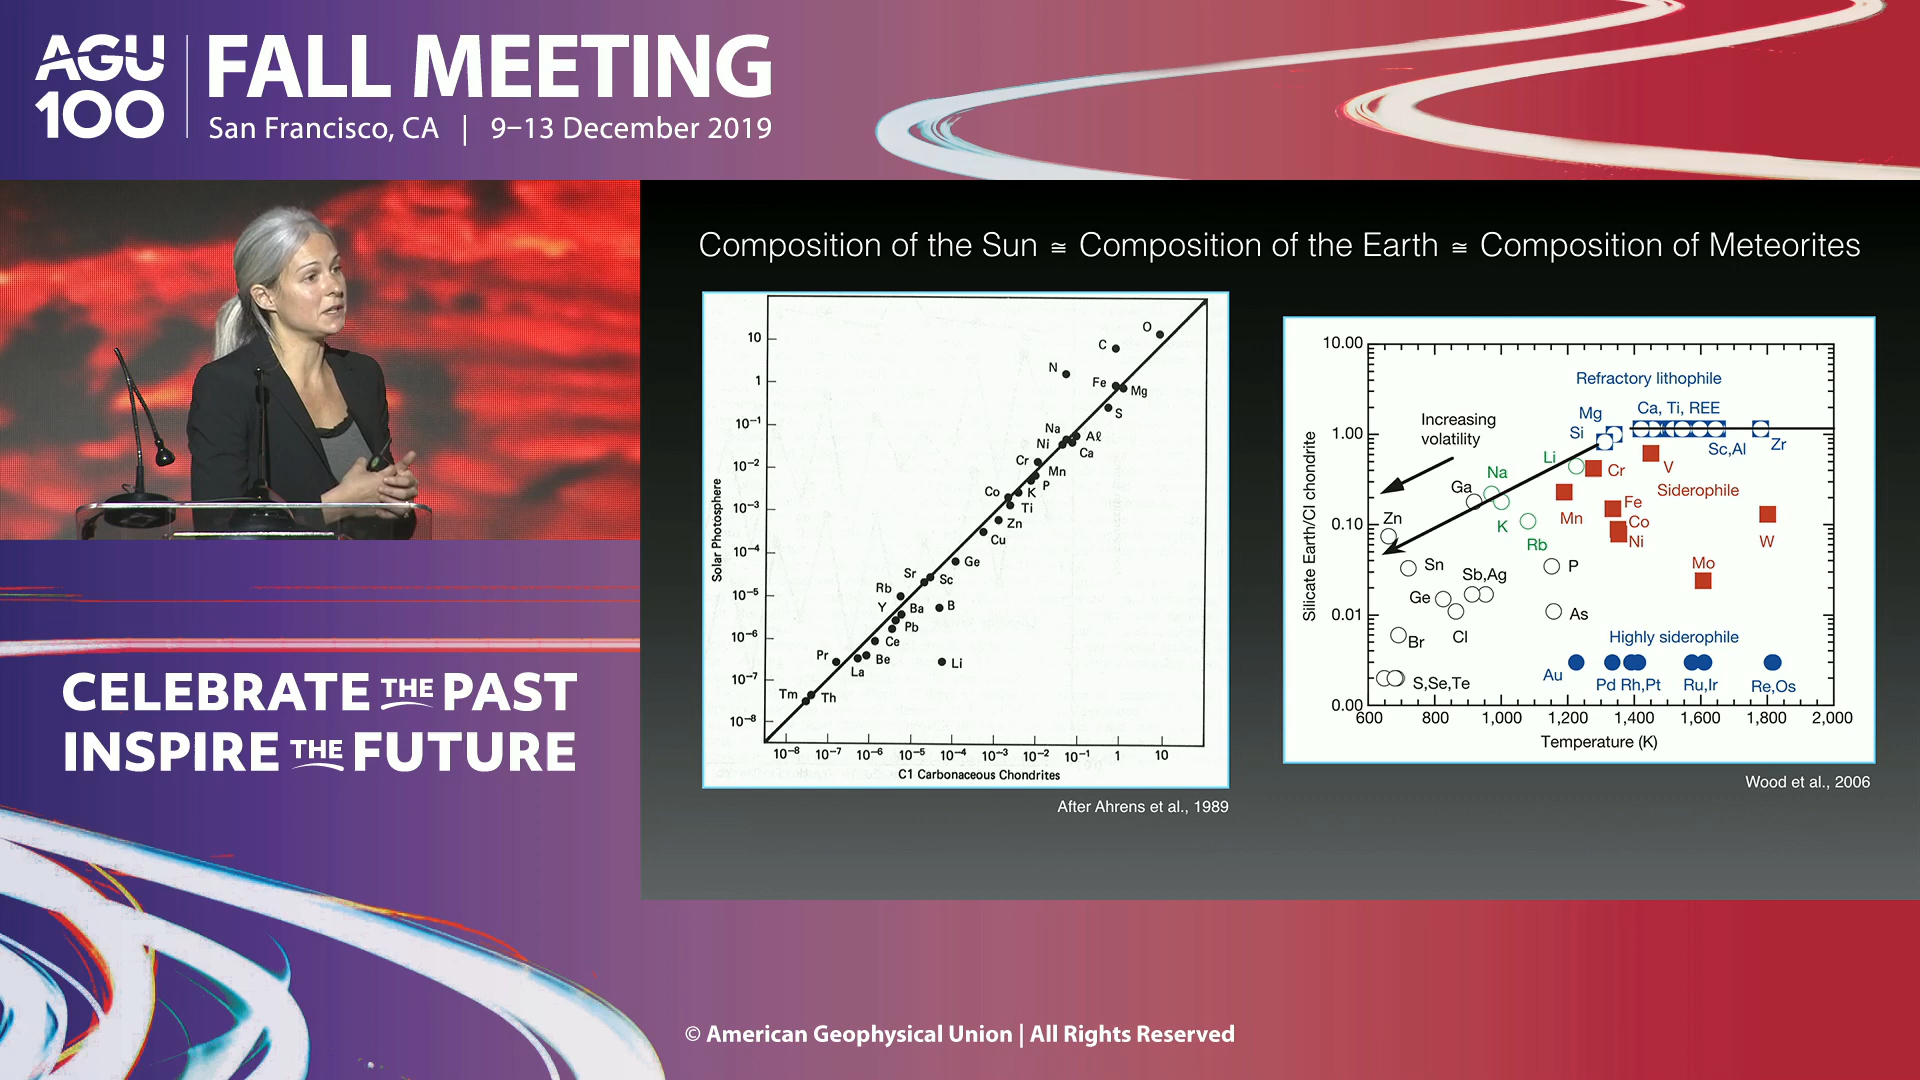 AGU
100
FALL MEETING
San Francisco, CA | 9–13 December 2019
Composition of the Sun ≅ Composition of the Earth ≅ Composition of Meteorites
Solar Photosphere
10
1
10⁻¹
10⁻²
10⁻³
10⁻⁴
10⁻⁵
10⁻⁶
10⁻⁷
10⁻⁸
O
C
N
Fe
Mg
S
Na
Al
Ni
Ca
Cr
Mn
P
Co
K
Ti
Zn
Cu
Ge
Sr
Sc
Rb
Y
Ba
B
Pb
Ce
Pr
Be
La
Li
Tm
Th
10⁻⁸ 10⁻⁷ 10⁻⁶ 10⁻⁵ 10⁻⁴ 10⁻³ 10⁻² 10⁻¹ 1 10
C1 Carbonaceous Chondrites
After Ahrens et al., 1989
Silicate Earth/CI chondrite
10.00
1.00
0.10
0.01
0.00
Refractory lithophile
Mg
Ca, Ti, REE
Increasing
volatility
Si
Sc,Al
Zr
Li
Na
Cr
V
Ga
Siderophile
Zn
K
Mn
Fe
Co
Ni
W
Rb
Sn
Sb,Ag
P
Mo
Ge
Cl
As
Br
Highly siderophile
S,Se,Te
Au
Pd Rh,Pt
Ru,Ir
Re,Os
600 800 1,000 1,200 1,400 1,600 1,800 2,000
Temperature (K)
Wood et al., 2006
CELEBRATE THE PAST
INSPIRE THE FUTURE
© American Geophysical Union | All Rights Reserved